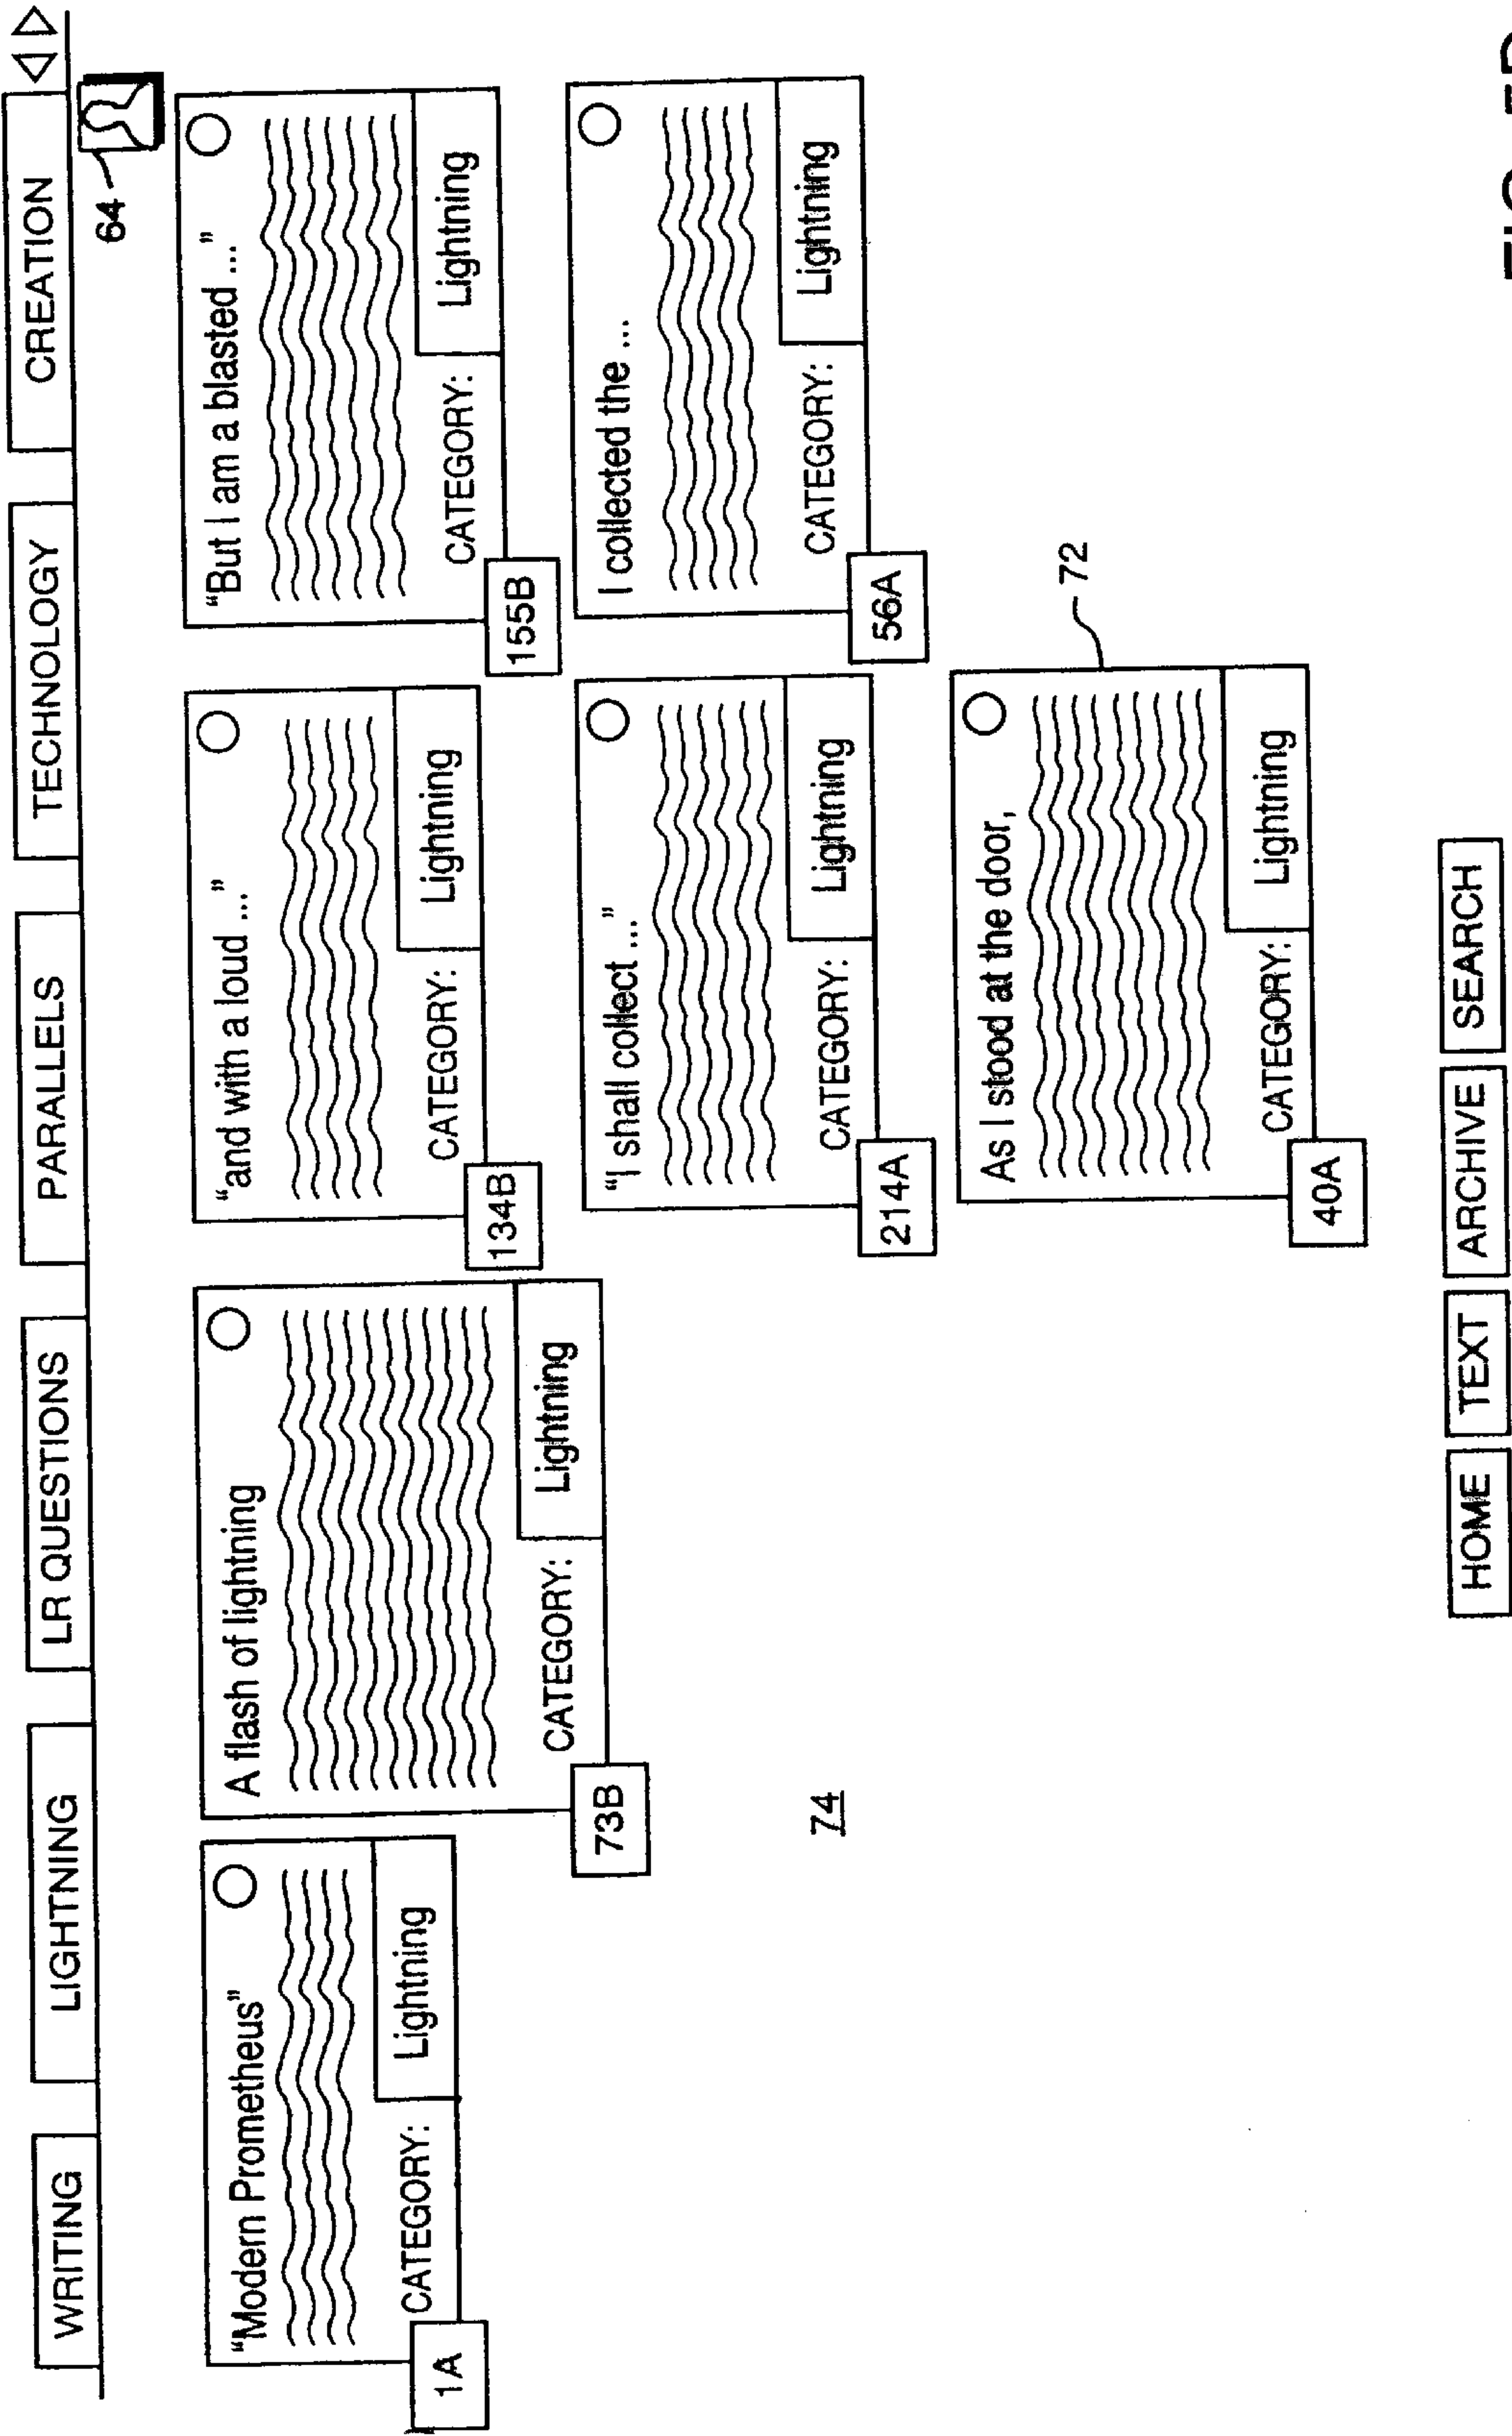 WRITING LIGHTNING LR QUESTIONS PARALLELS TECHNOLOGY CREATION
64
"Modern Prometheus"
CATEGORY: Lightning
1A
A flash of lightning
CATEGORY: Lightning
73B
"and with a loud ..."
CATEGORY: Lightning
134B
"But I am a blasted ..."
CATEGORY: Lightning
155B
"I shall collect ..."
CATEGORY: Lightning
214A
I collected the ...
CATEGORY: Lightning
56A
As I stood at the door,
CATEGORY: Lightning
40A
72
74
HOME TEXT ARCHIVE SEARCH